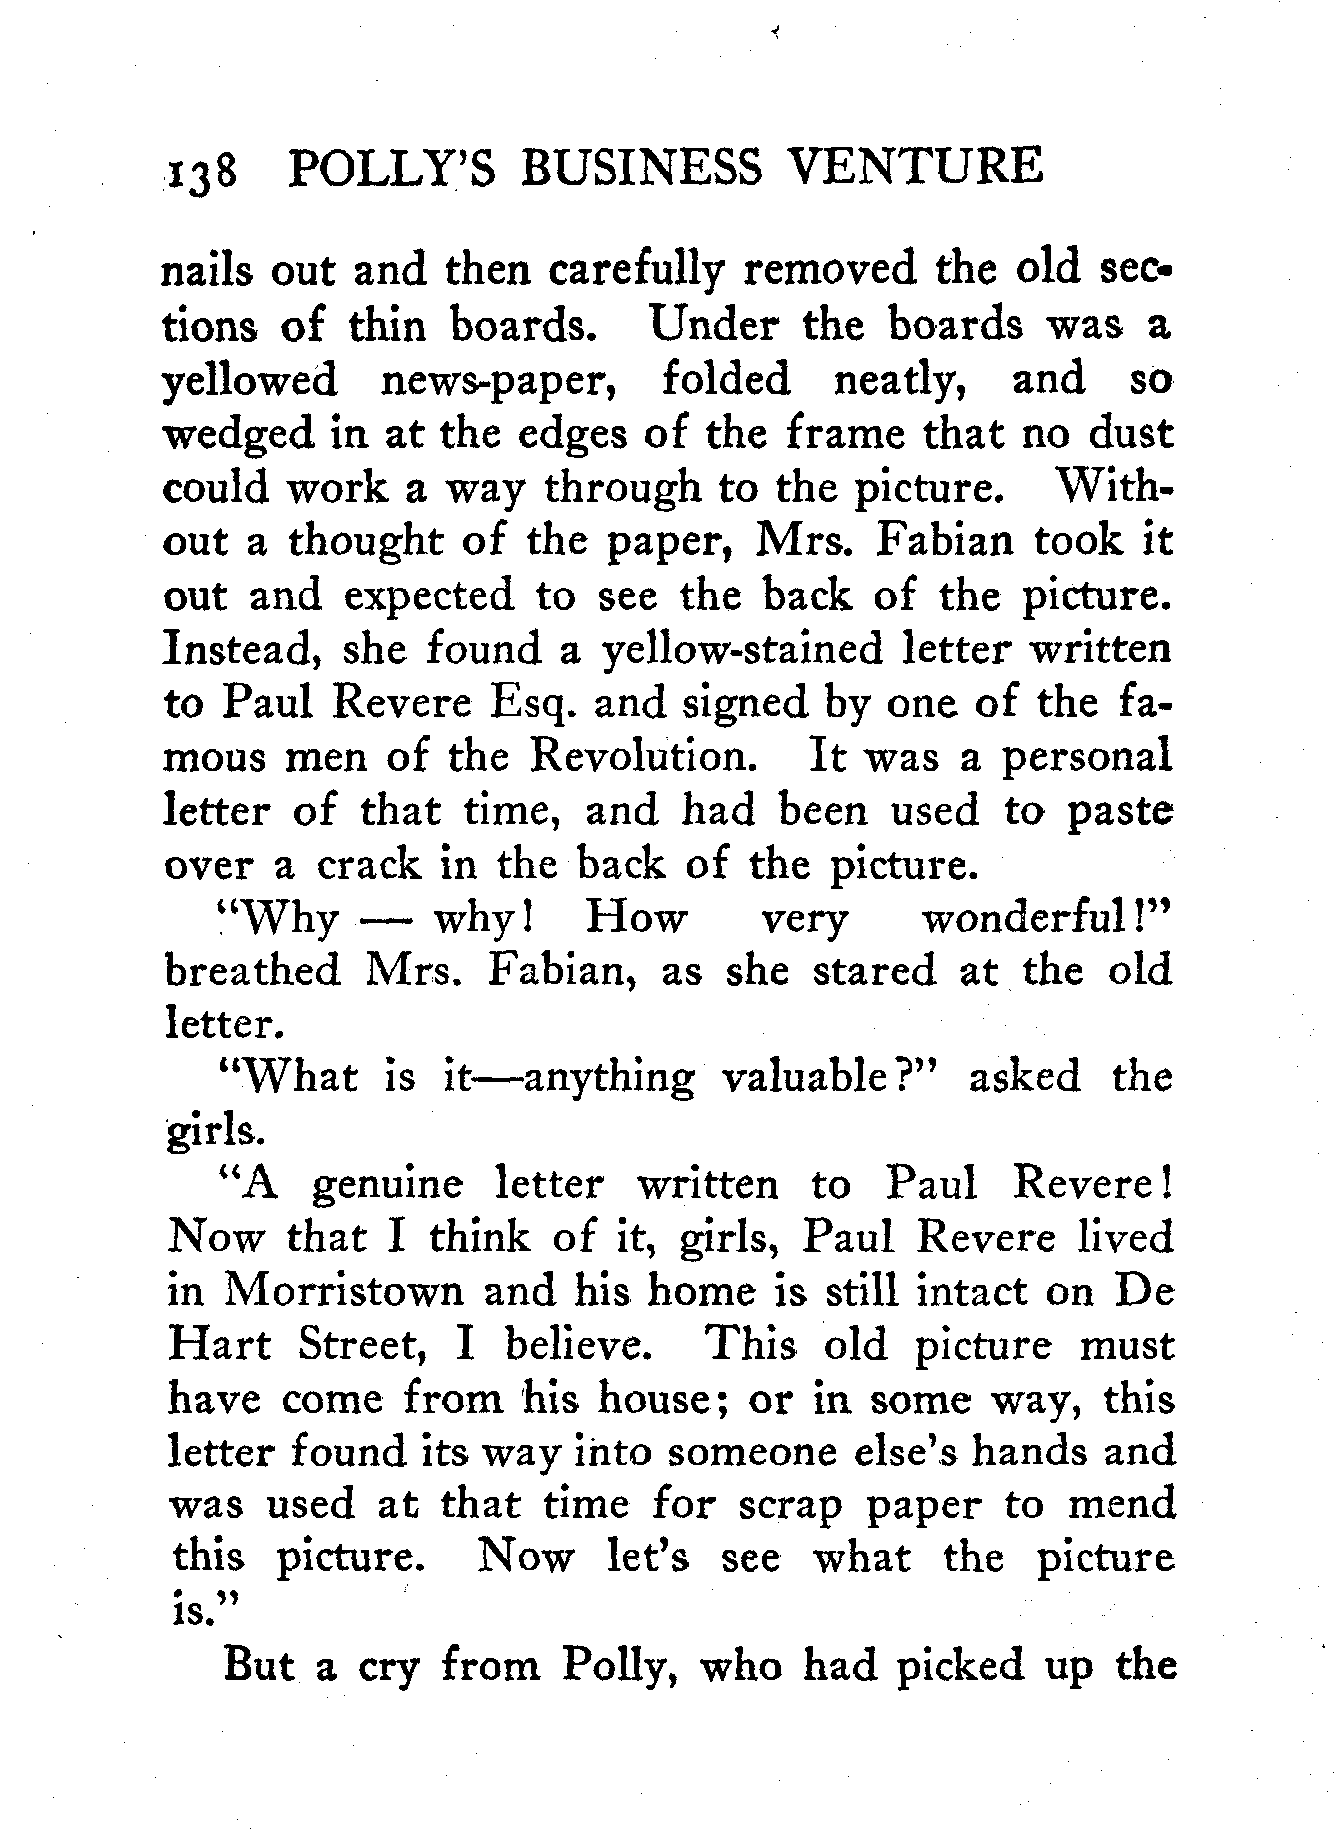 138 POLLY'S BUSINESS VENTURE
nails out and then carefully removed the old sec-
tions of thin boards. Under the boards was a
yellowed news-paper, folded neatly, and so
wedged in at the edges of the frame that no dust
could work a way through to the picture. With-
out a thought of the paper, Mrs. Fabian took it
out and expected to see the back of the picture.
Instead, she found a yellow-stained letter written
to Paul Revere Esq. and signed by one of the fa-
mous men of the Revolution. It was a personal
letter of that time, and had been used to paste
over a crack in the back of the picture.
"Why — why! How very wonderful!"
breathed Mrs. Fabian, as she stared at the old
letter.
"What is it—anything valuable?" asked the
girls.
"A genuine letter written to Paul Revere!
Now that I think of it, girls, Paul Revere lived
in Morristown and his home is still intact on De
Hart Street, I believe. This old picture must
have come from his house; or in some way, this
letter found its way into someone else's hands and
was used at that time for scrap paper to mend
this picture. Now let's see what the picture
is."
But a cry from Polly, who had picked up the